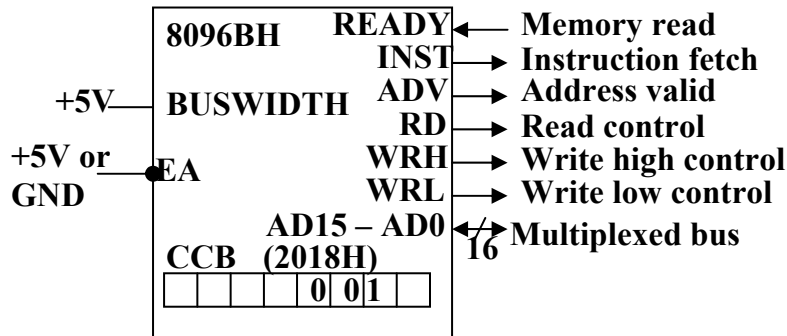 8096BH READY Memory read
INST Instruction fetch
+5V BUSWIDTH ADV Address valid
RD Read control
+5V or GND EA WRH Write high control
WRL Write low control
AD15 – AD0 16 Multiplexed bus
CCB (2018H)
0 0 1